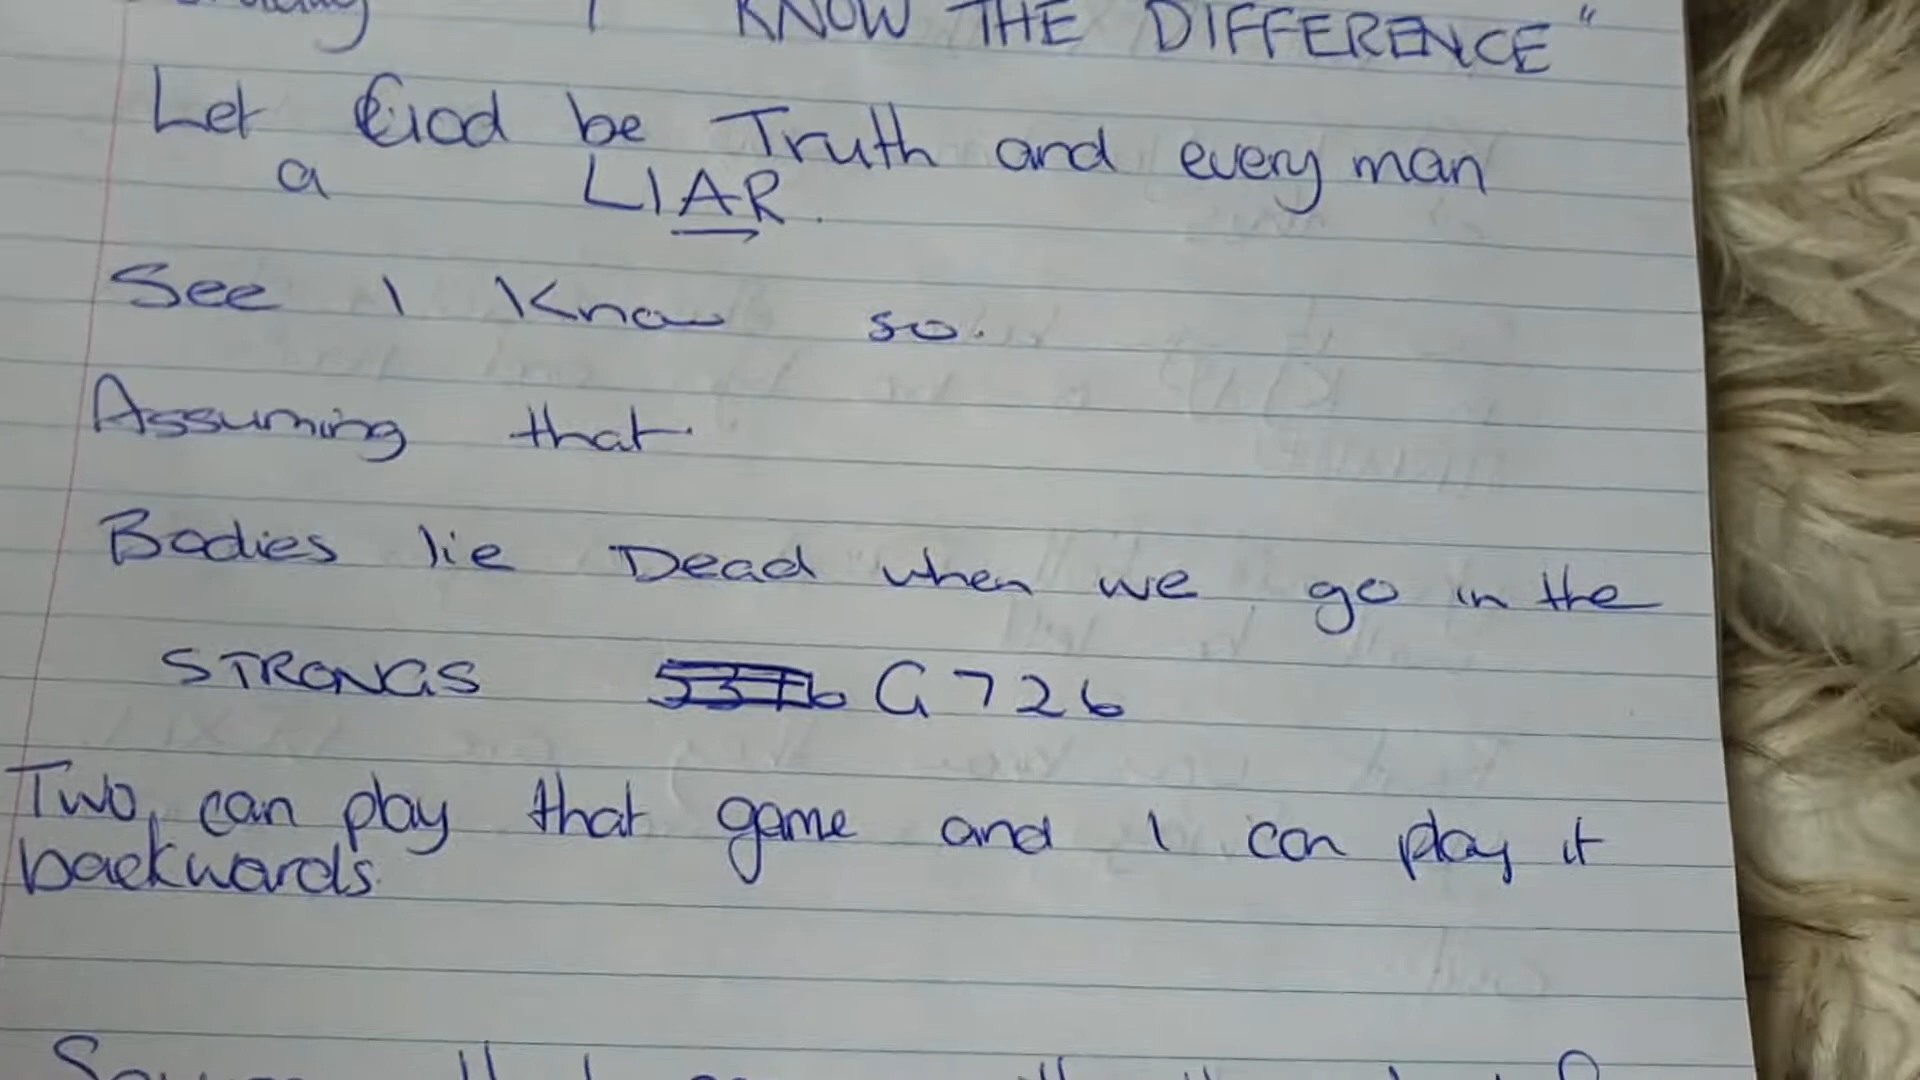 I KNOW THE DIFFERENCE"
Let God be Truth and every man
a LIAR.
See I Know so.
Assuming that
Bodies lie Dead when we go in the
STRONGS 5376 G726
Two, can play that game and I can play it
backwards.